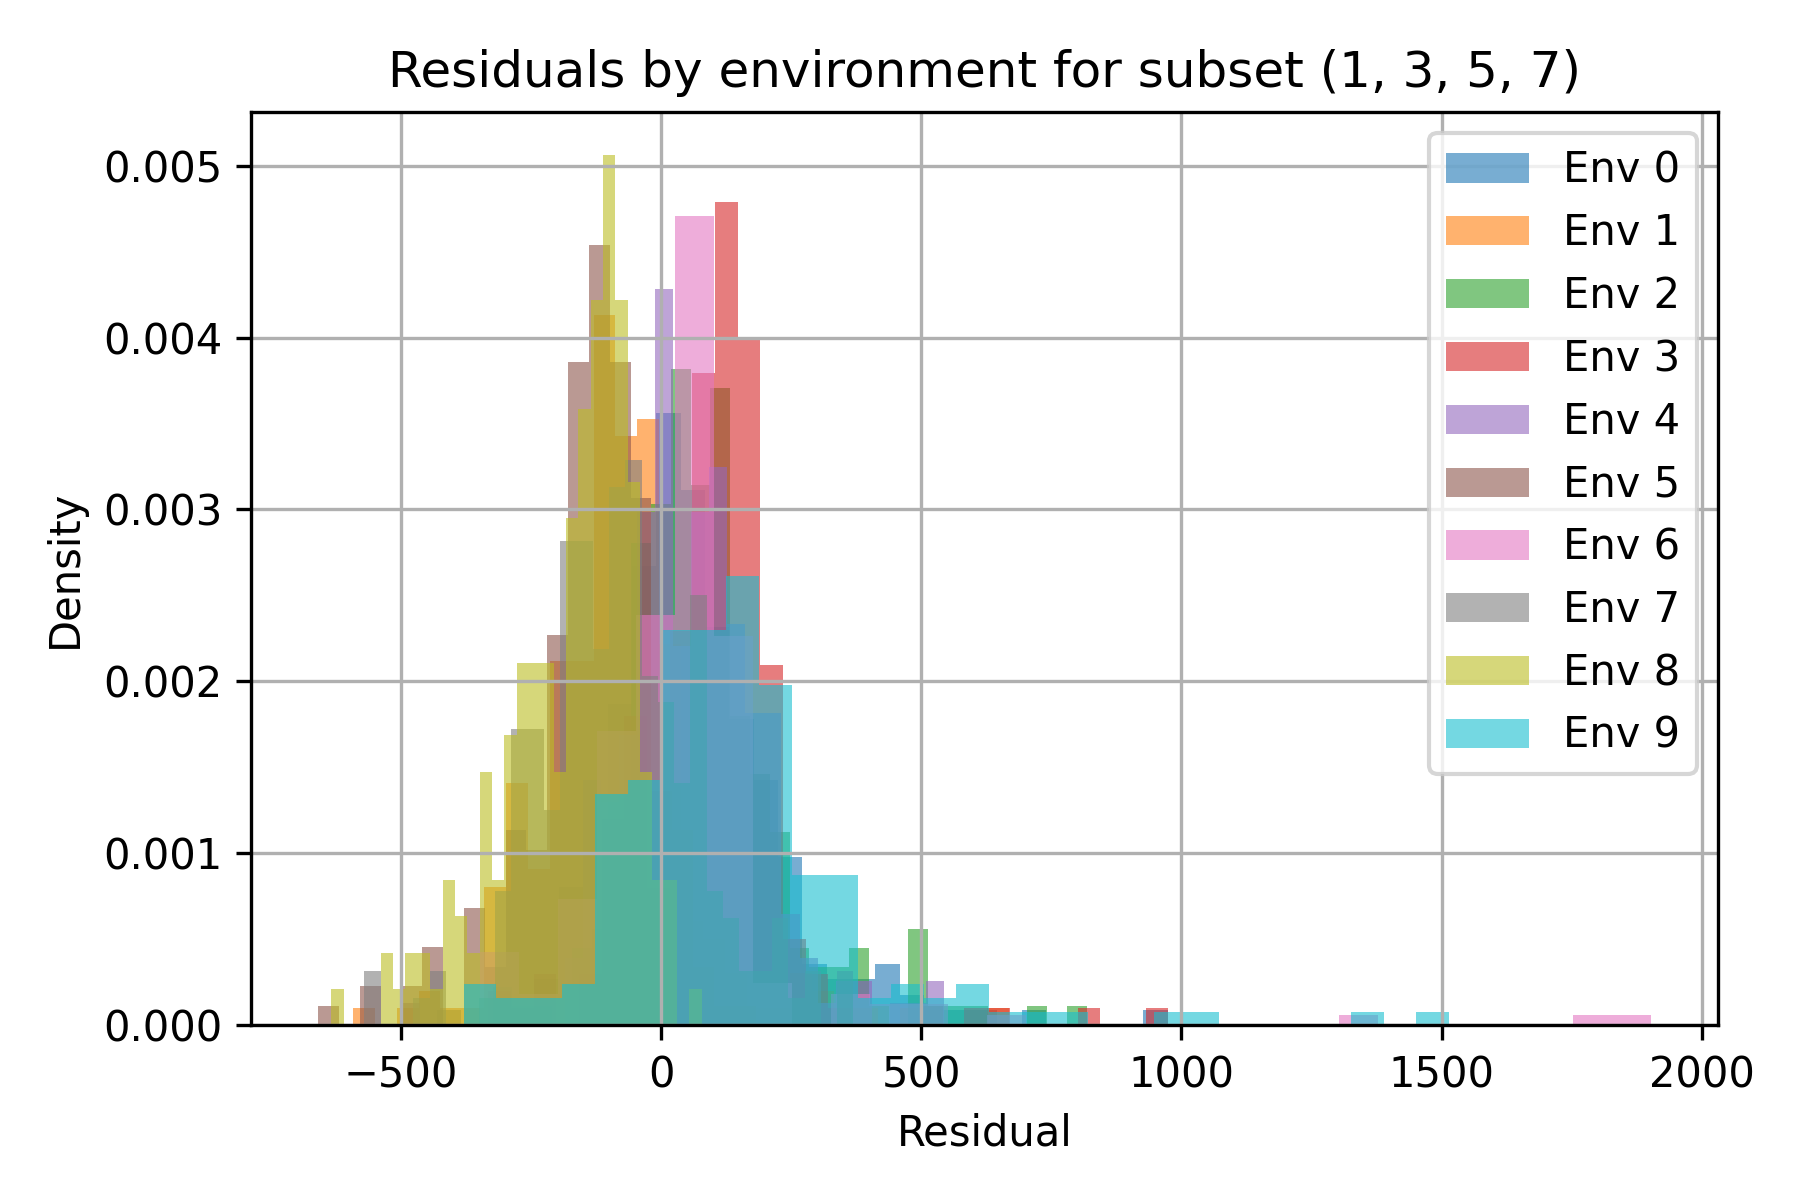 Residuals by environment for subset (1, 3, 5, 7)
0.005
0.004
0.003
0.002
0.001
0.000
Density
Env 0
Env 1
Env 2
Env 3
Env 4
Env 5
Env 6
Env 7
Env 8
Env 9
−500 0 500 1000 1500 2000
Residual